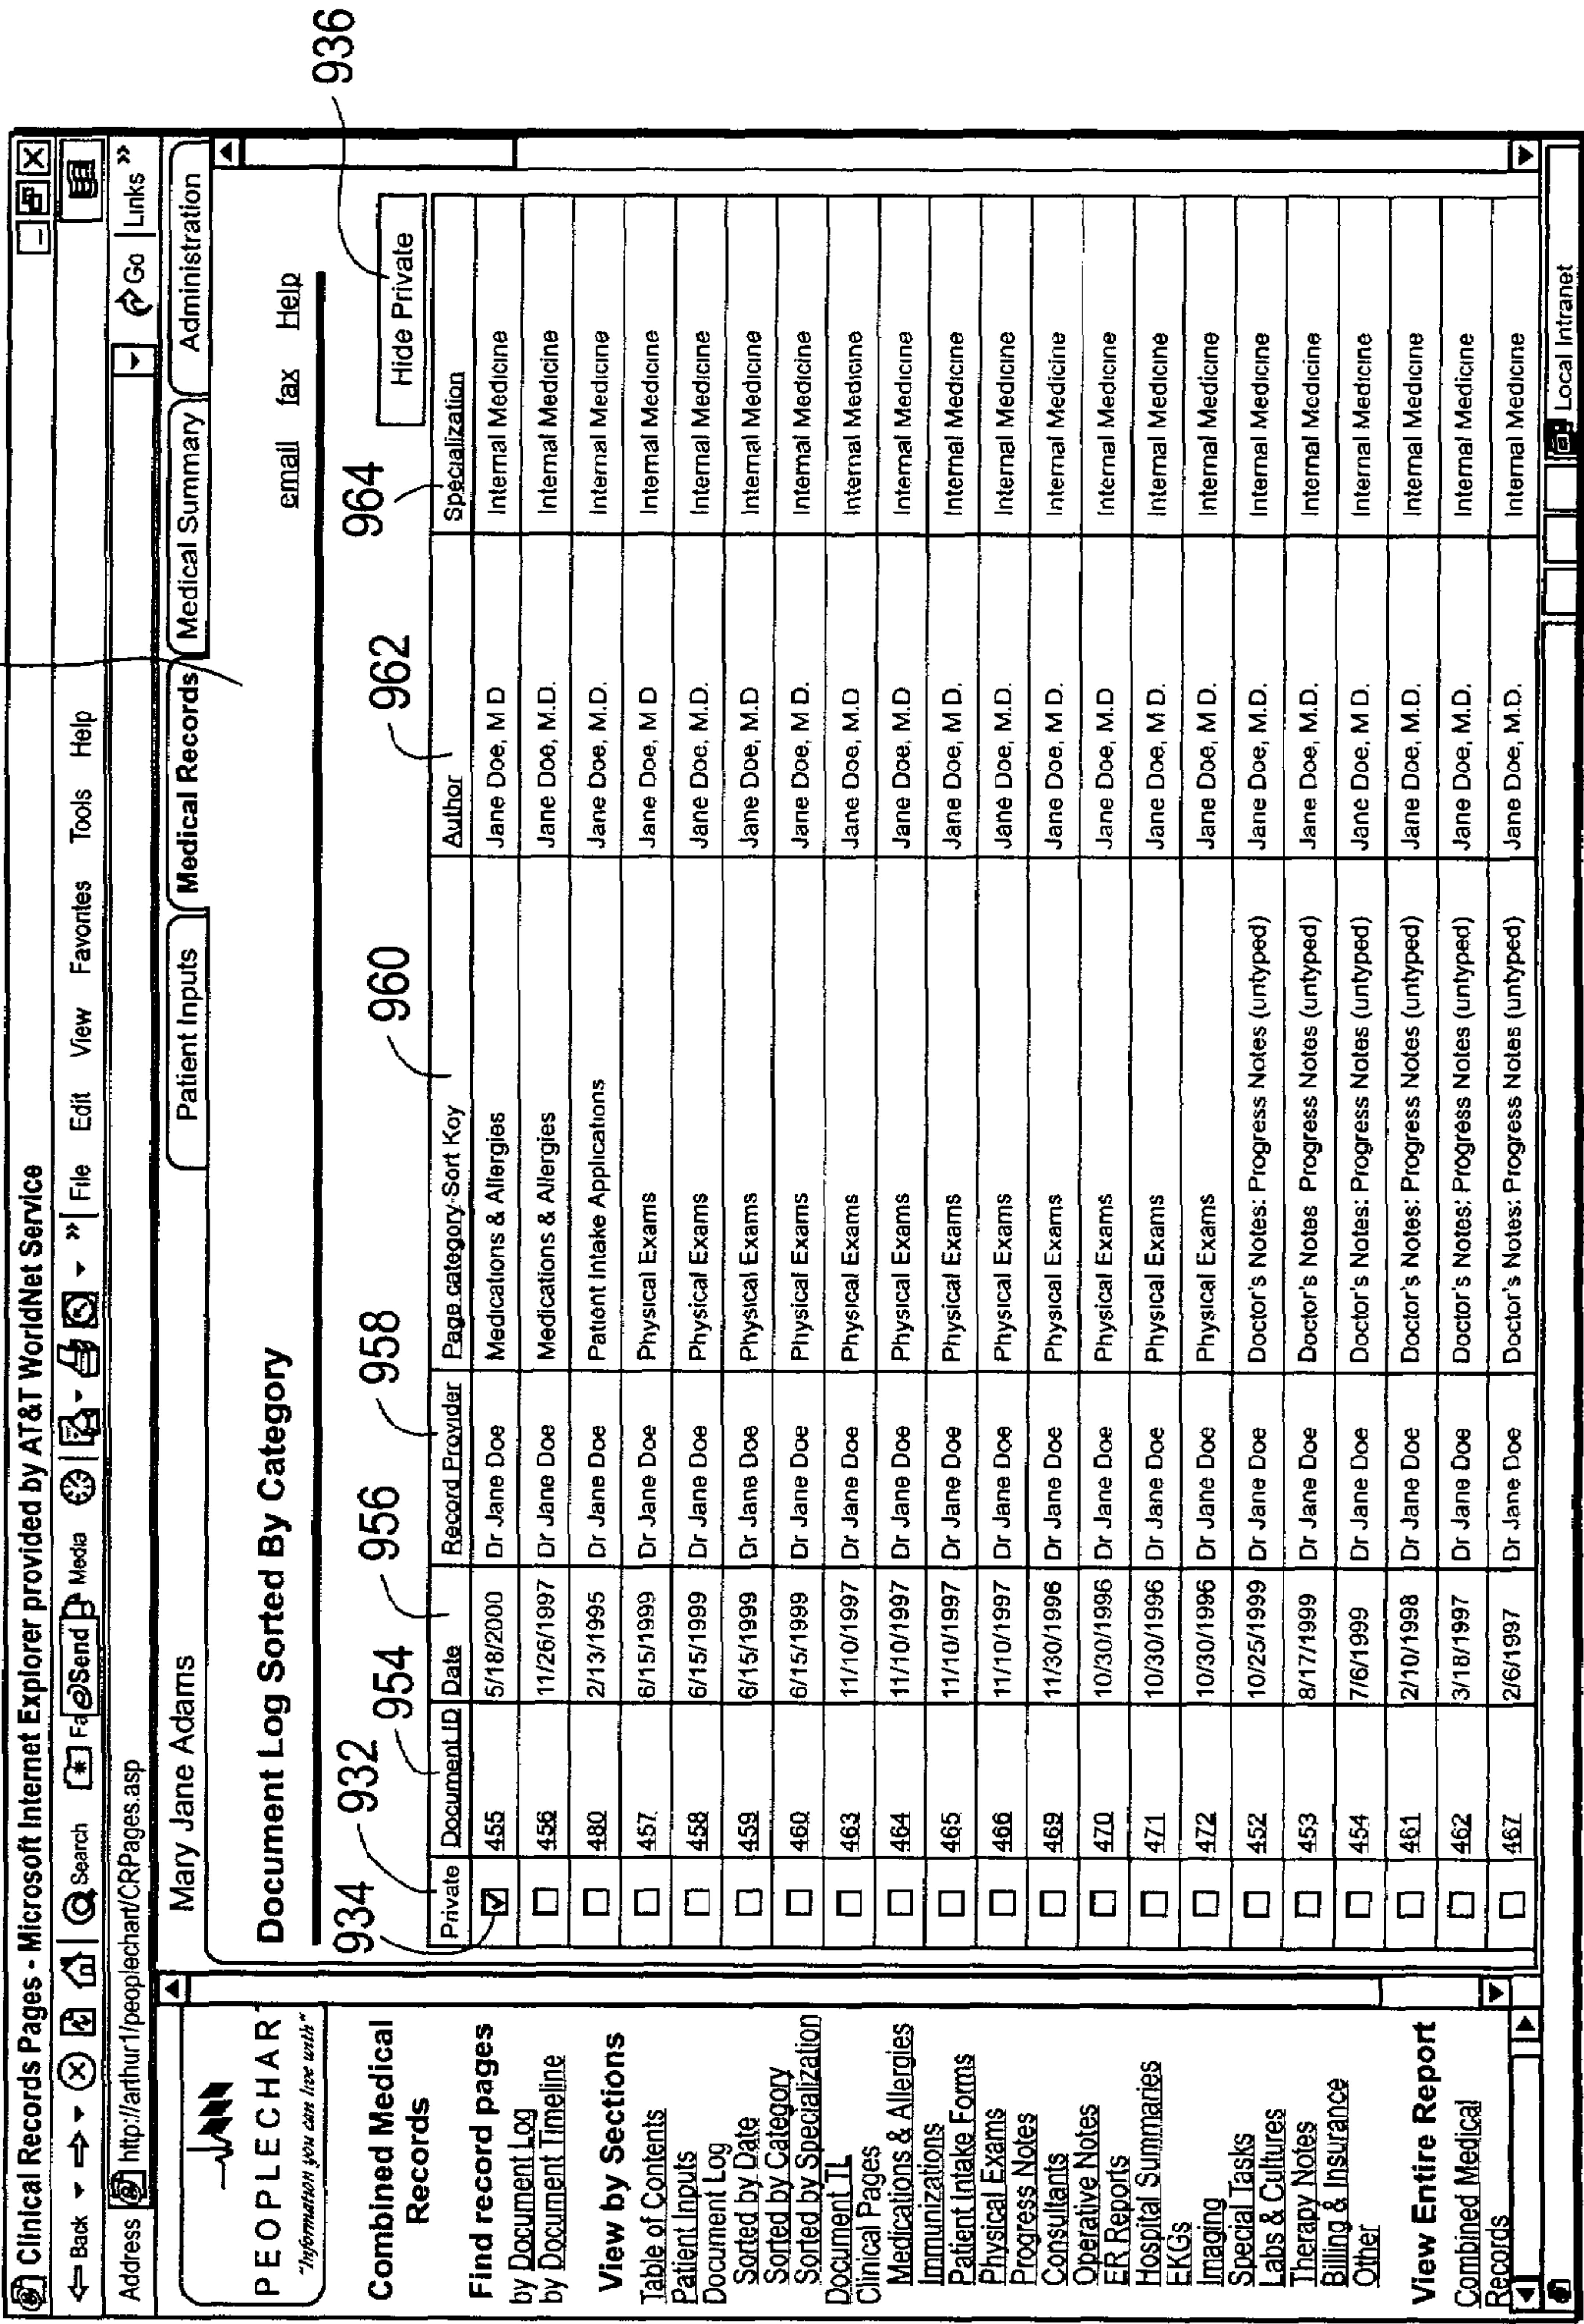 Clinical Records Pages - Microsoft Internet Explorer provided by AT&T WorldNet Service
Back Search Fa Send Media » File Edit View Favorites Tools Help
Address http://arthur1/peoplechart/CRPages.asp Go Links »
PEOPLECHAR
"Information you can live with"
Combined Medical
Records
Find record pages
by Document Log
by Document Timeline
View by Sections
Table of Contents
Patient Inputs
Document Log
Sorted by Date
Sorted by Category
Sorted by Specialization
Document TL
Clinical Pages
Medications & Allergies
Immunizations
Patient Intake Forms
Physical Exams
Progress Notes
Consultants
Operative Notes
ER Reports
Hospital Summaries
EKGs
Imaging
Special Tasks
Labs & Cultures
Therapy Notes
Billing & Insurance
Other
View Entire Report
Combined Medical
Records
Mary Jane Adams Patient Inputs Medical Records Medical Summary Administration
Document Log Sorted By Category email fax Help
934 932 954 956 958 960 962 964 936
Hide Private
Private Document ID Date Record Provider Page category-Sort Koy Author Specialization
455 5/18/2000 Dr Jane Doe Medications & Allergies Jane Doe, M D Internal Medicine
456 11/26/1997 Dr Jane Doe Medications & Allergies Jane Doe, M.D. Internal Medicine
480 2/13/1995 Dr Jane Doe Patient Intake Applications Jane Doe, M.D. Internal Medicine
457 6/15/1999 Dr Jane Doe Physical Exams Jane Doe, M D Internal Medicine
458 6/15/1999 Dr Jane Doe Physical Exams Jane Doe, M.D. Internal Medicine
459 6/15/1999 Dr Jane Doe Physical Exams Jane Doe, M.D Internal Medicine
460 6/15/1999 Dr Jane Doe Physical Exams Jane Doe, M D. Internal Medicine
463 11/10/1997 Dr Jane Doe Physical Exams Jane Doe, M.D Internal Medicine
464 11/10/1997 Dr Jane Doe Physical Exams Jane Doe, M D Internal Medicine
465 11/10/1997 Dr Jane Doe Physical Exams Jane Doe, M D. Internal Medicine
466 11/10/1997 Dr Jane Doe Physical Exams Jane Doe, M.D. Internal Medicine
469 11/30/1996 Dr Jane Doe Physical Exams Jane Doe, M D. Internal Medicine
470 10/30/1996 Dr Jane Doe Physical Exams Jane Doe, M.D Internal Medicine
471 10/30/1996 Dr Jane Doe Physical Exams Jane Doe, M D. Internal Medicine
472 10/30/1996 Dr Jane Doe Physical Exams Jane Doe, M.D. Internal Medicine
452 10/25/1999 Dr Jane Doe Doctor's Notes: Progress Notes (untyped) Jane Doe, M.D. Internal Medicine
453 8/17/1999 Dr Jane Doe Doctor's Notes Progress Notes (untyped) Jane Doe, M.D. Internal Medicine
454 7/6/1999 Dr Jane Doe Doctor's Notes: Progress Notes (untyped) Jane Doe, M D. Internal Medicine
461 2/10/1998 Dr Jane Doe Doctor's Notes: Progress Notes (untyped) Jane Doe, M.D. Internal Medicine
462 3/18/1997 Dr Jane Doe Doctor's Notes: Progress Notes (untyped) Jane Doe, M.D. Internal Medicine
467 2/6/1997 Dr Jane Doe Doctor's Notes: Progress Notes (untyped) Jane Doe, M.D. Internal Medicine
Local Intranet